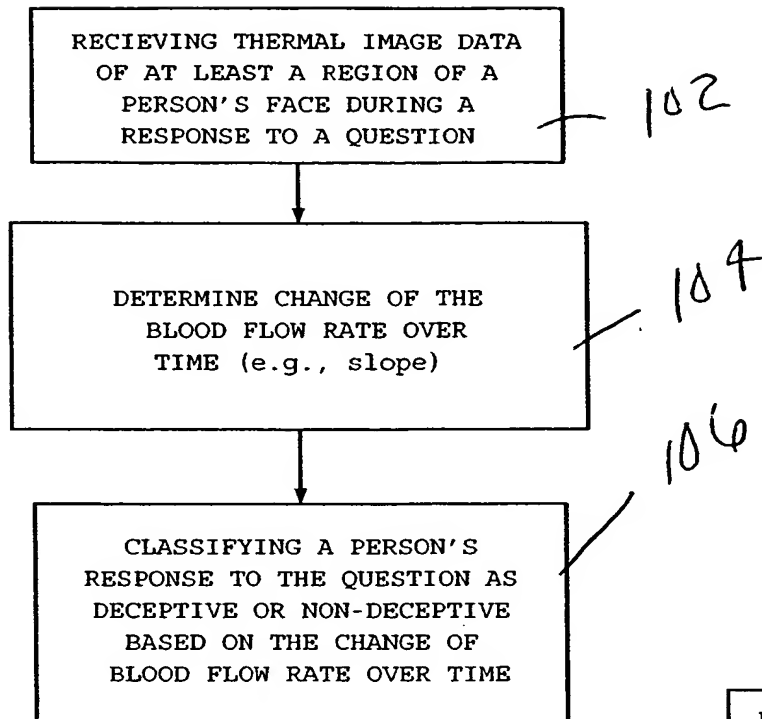 RECIEVING THERMAL IMAGE DATA
OF AT LEAST A REGION OF A
PERSON'S FACE DURING A
RESPONSE TO A QUESTION
102
DETERMINE CHANGE OF THE
BLOOD FLOW RATE OVER
TIME (e.g., slope)
104
CLASSIFYING A PERSON'S
RESPONSE TO THE QUESTION AS
DECEPTIVE OR NON-DECEPTIVE
BASED ON THE CHANGE OF
BLOOD FLOW RATE OVER TIME
106